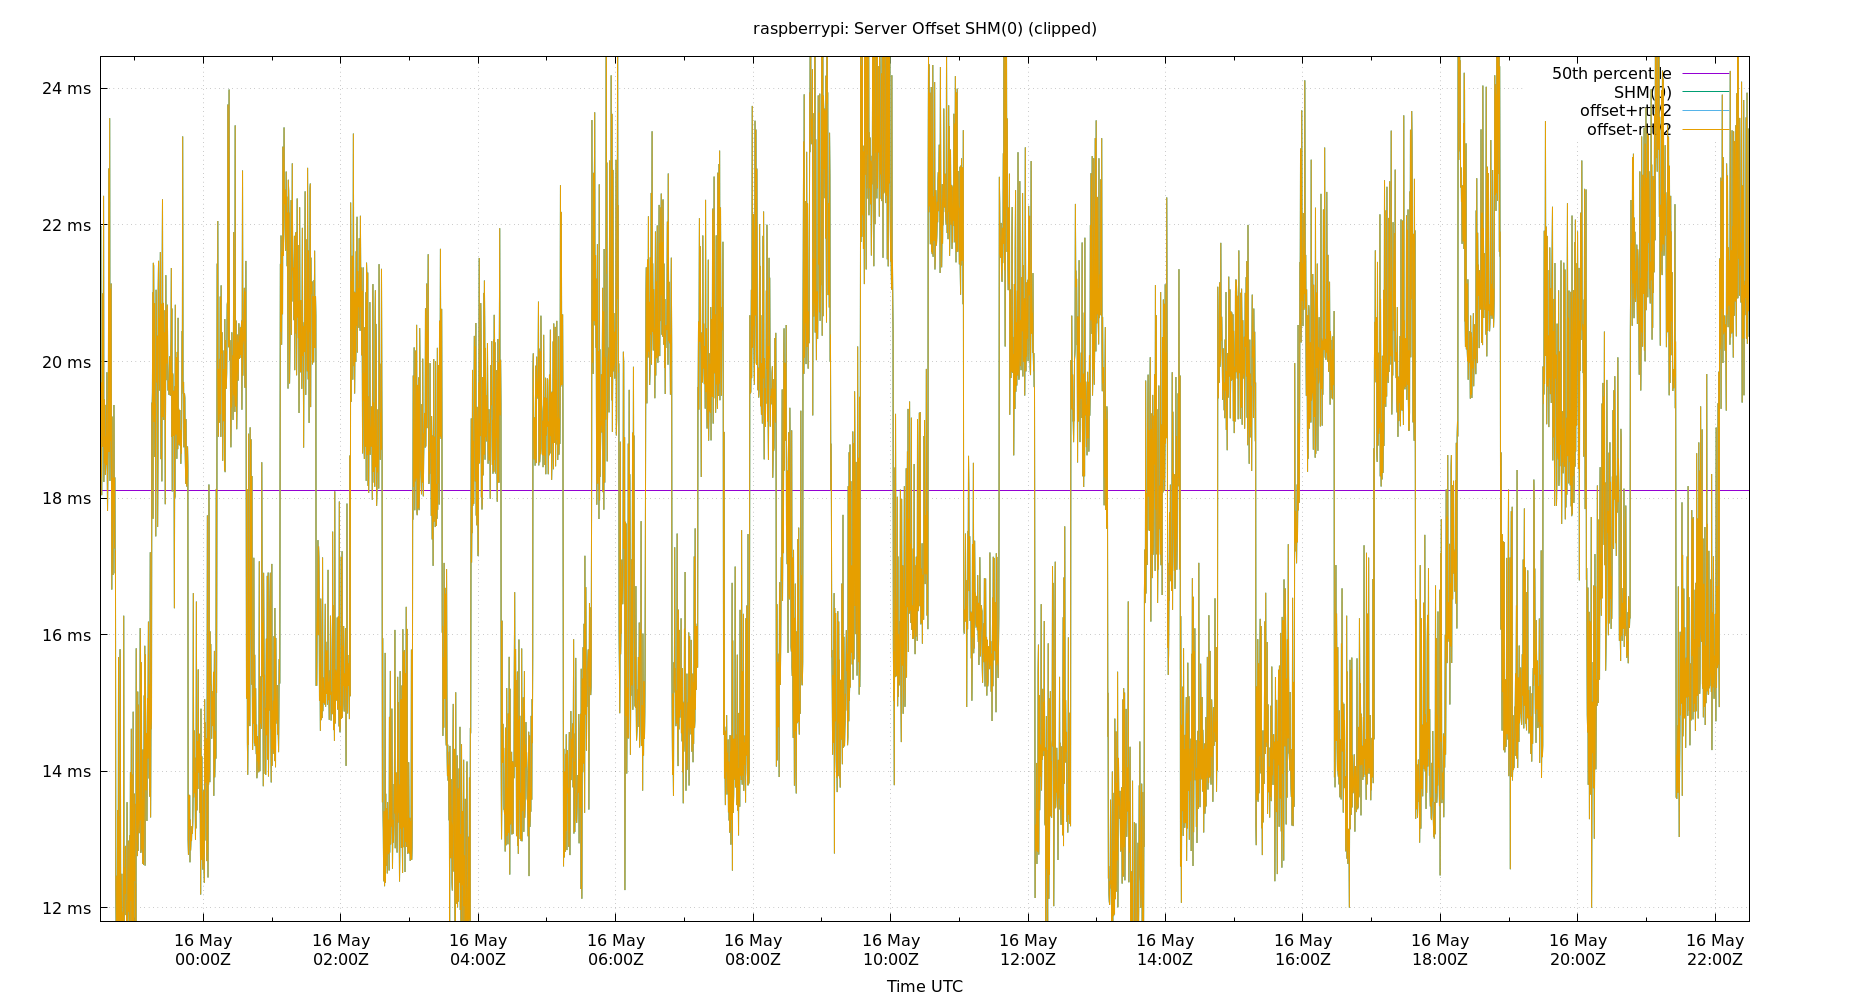 raspberrypi: Server Offset SHM(0) (clipped)
24 ms
22 ms
20 ms
18 ms
16 ms
14 ms
12 ms
50th percentile
SHM(0)
offset+rtt/2
offset-rtt/2
16 May 16 May 16 May 16 May 16 May 16 May 16 May 16 May 16 May 16 May 16 May 16 May
00:00Z 02:00Z 04:00Z 06:00Z 08:00Z 10:00Z 12:00Z 14:00Z 16:00Z 18:00Z 20:00Z 22:00Z
Time UTC